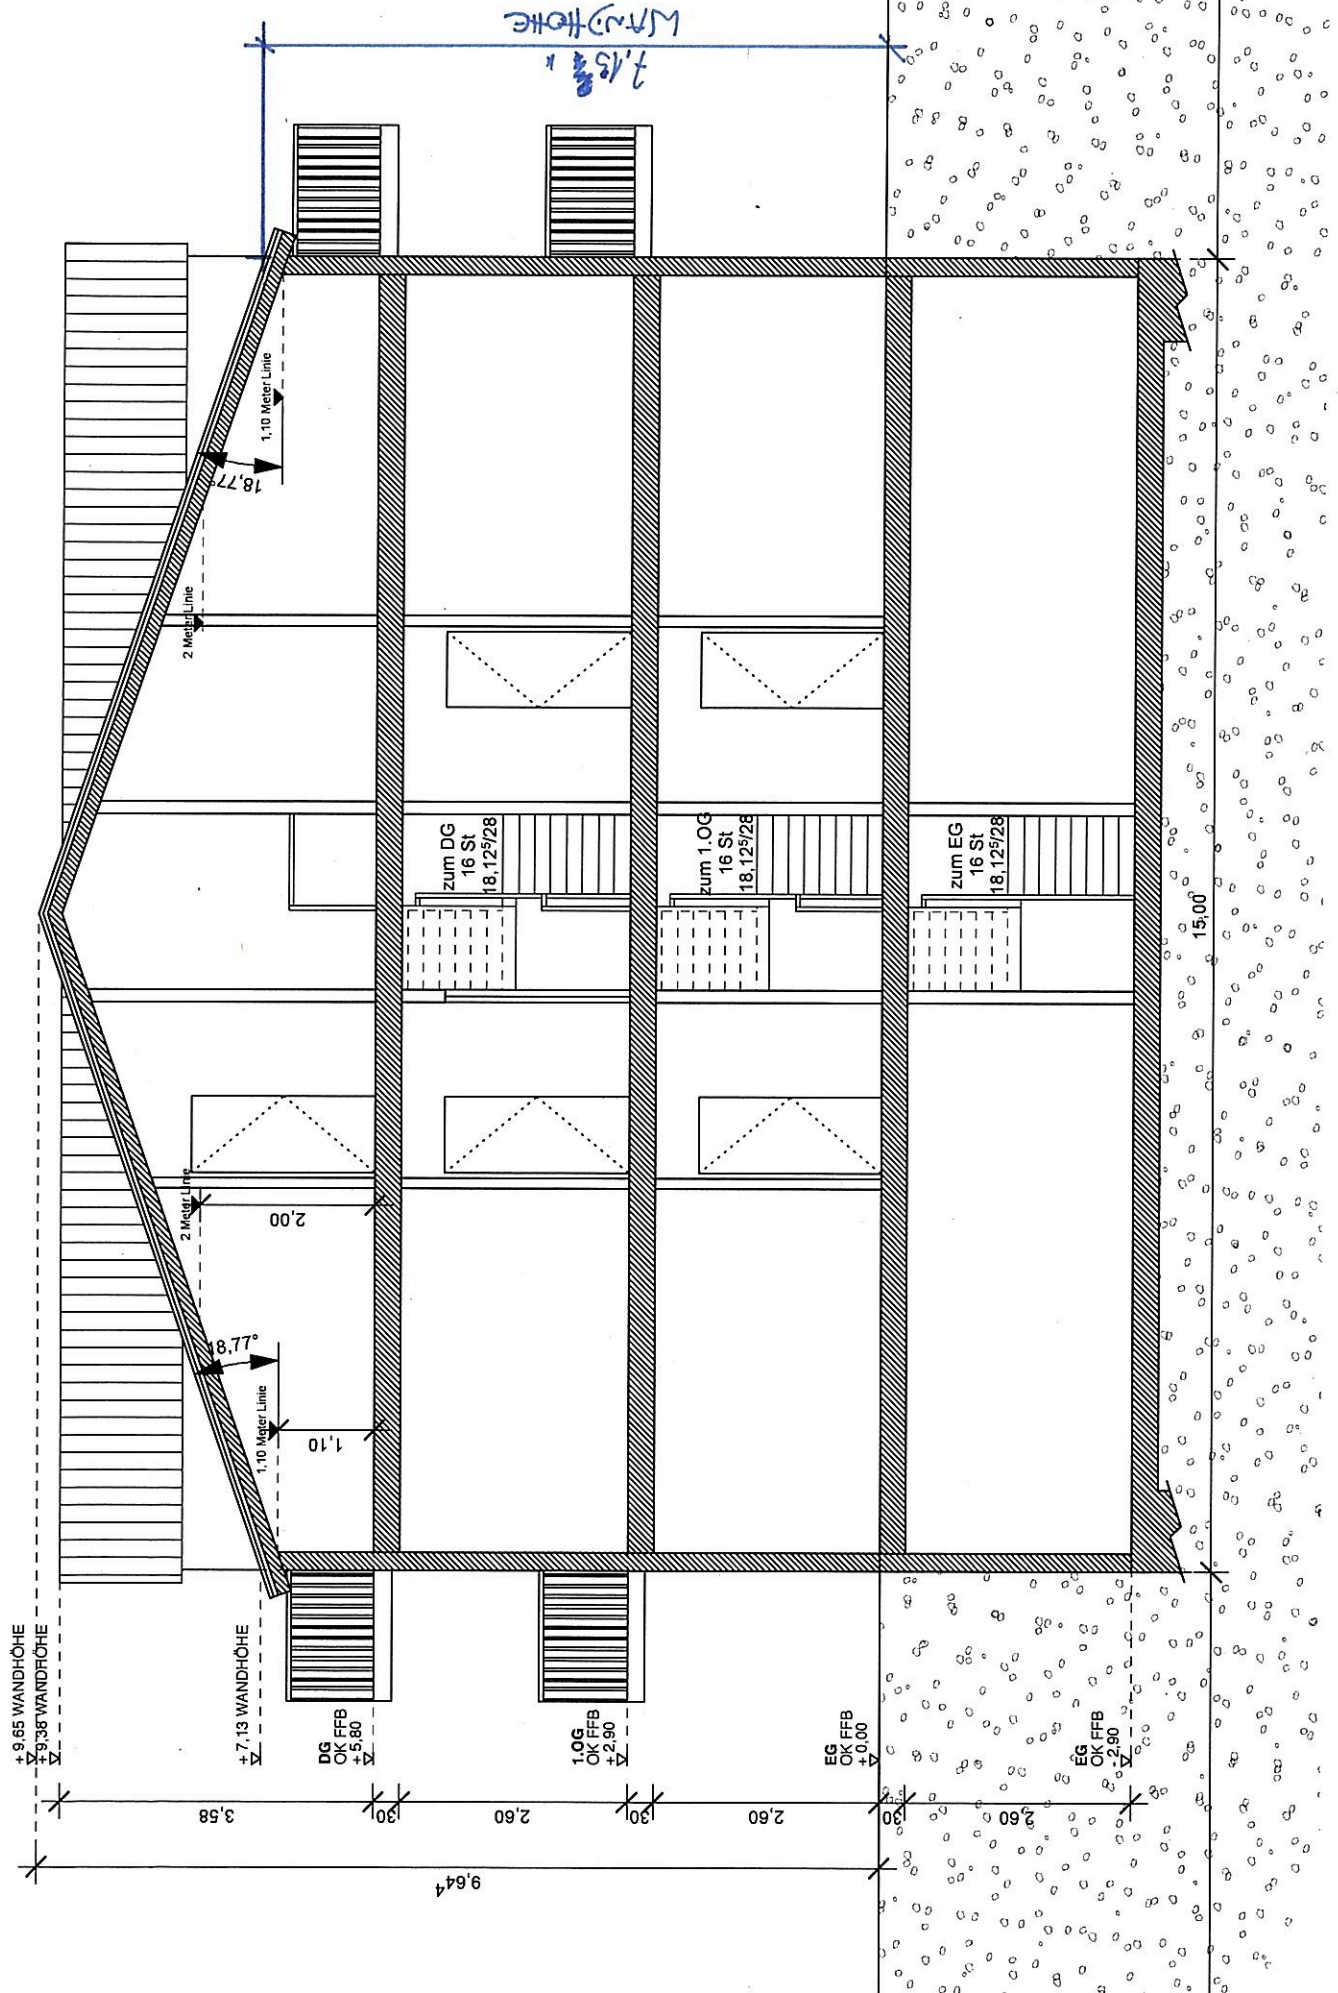 WANDHÖHE
7,13
+9,65 WANDHÖHE
+9,38 WANDHÖHE
+7,13 WANDHÖHE
DG
OK FFB
+5,80
1.OG
OK FFB
+2,90
EG
OK FFB
+0,00
EG
OK FFB
-2,90
3,58
30
2,60
30
2,60
30
2,60
9,64⁴
18,77°
1,10 Meter Linie
1,10
2 Meter Linie
2,00
2 Meter Linie
18,77°
1,10 Meter Linie
zum DG
16 St
18,12⁵/28
zum 1.OG
16 St
18,12⁵/28
zum EG
16 St
18,12⁵/28
15,00